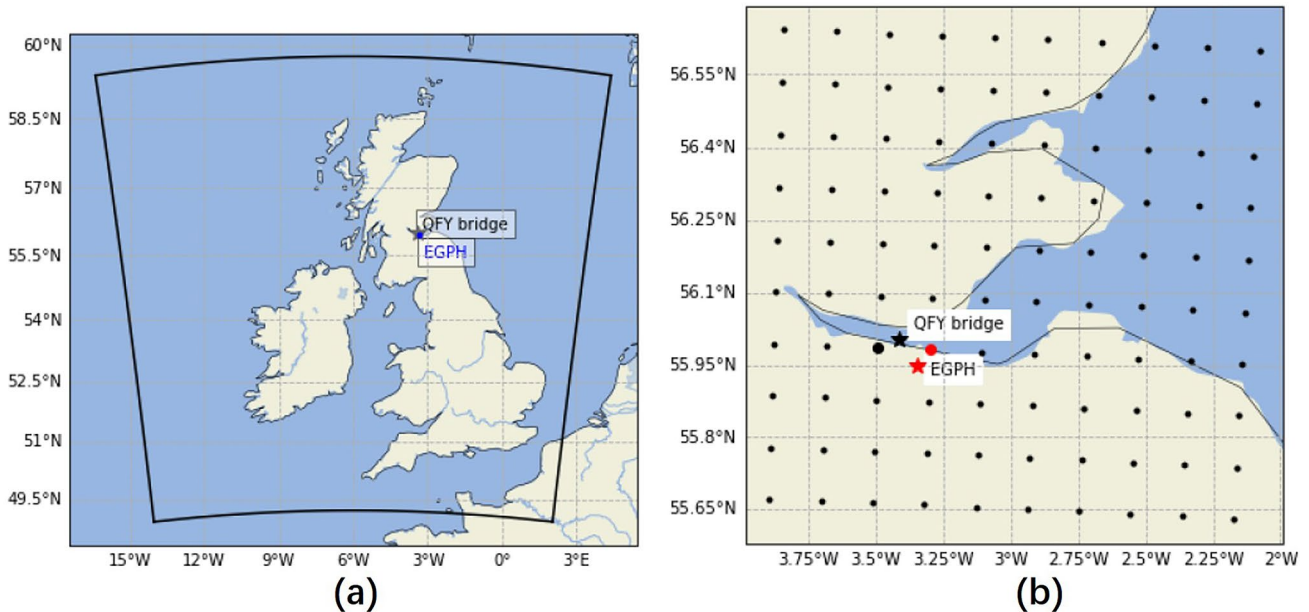 60°N
58.5°N
57°N
55.5°N
54°N
52.5°N
51°N
49.5°N
QFY bridge
EGPH
15°W 12°W 9°W 6°W 3°W 0° 3°E
(a)
56.55°N
56.4°N
56.25°N
56.1°N
55.95°N
55.8°N
55.65°N
QFY bridge
EGPH
3.75°W 3.5°W 3.25°W 3°W 2.75°W 2.5°W 2.25°W 2°W
(b)